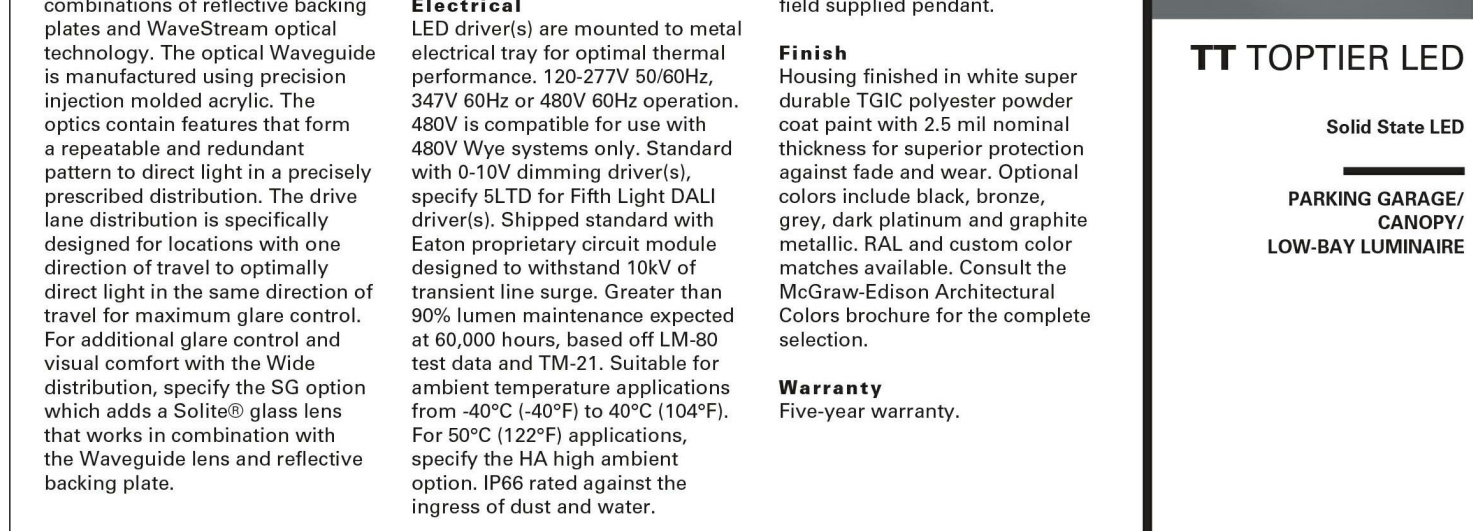 combinations of reflective backing
plates and WaveStream optical
technology. The optical Waveguide
is manufactured using precision
injection molded acrylic. The
optics contain features that form
a repeatable and redundant
pattern to direct light in a precisely
prescribed distribution. The drive
lane distribution is specifically
designed for locations with one
direction of travel to optimally
direct light in the same direction of
travel for maximum glare control.
For additional glare control and
visual comfort with the Wide
distribution, specify the SG option
which adds a Solite® glass lens
that works in combination with
the Waveguide lens and reflective
backing plate.
Electrical
LED driver(s) are mounted to metal
electrical tray for optimal thermal
performance. 120-277V 50/60Hz,
347V 60Hz or 480V 60Hz operation.
480V is compatible for use with
480V Wye systems only. Standard
with 0-10V dimming driver(s),
specify 5LTD for Fifth Light DALI
driver(s). Shipped standard with
Eaton proprietary circuit module
designed to withstand 10kV of
transient line surge. Greater than
90% lumen maintenance expected
at 60,000 hours, based off LM-80
test data and TM-21. Suitable for
ambient temperature applications
from -40°C (-40°F) to 40°C (104°F).
For 50°C (122°F) applications,
specify the HA high ambient
option. IP66 rated against the
ingress of dust and water.
field supplied pendant.
Finish
Housing finished in white super
durable TGIC polyester powder
coat paint with 2.5 mil nominal
thickness for superior protection
against fade and wear. Optional
colors include black, bronze,
grey, dark platinum and graphite
metallic. RAL and custom color
matches available. Consult the
McGraw-Edison Architectural
Colors brochure for the complete
selection.
Warranty
Five-year warranty.
TT TOPTIER LED
Solid State LED
PARKING GARAGE/
CANOPY/
LOW-BAY LUMINAIRE